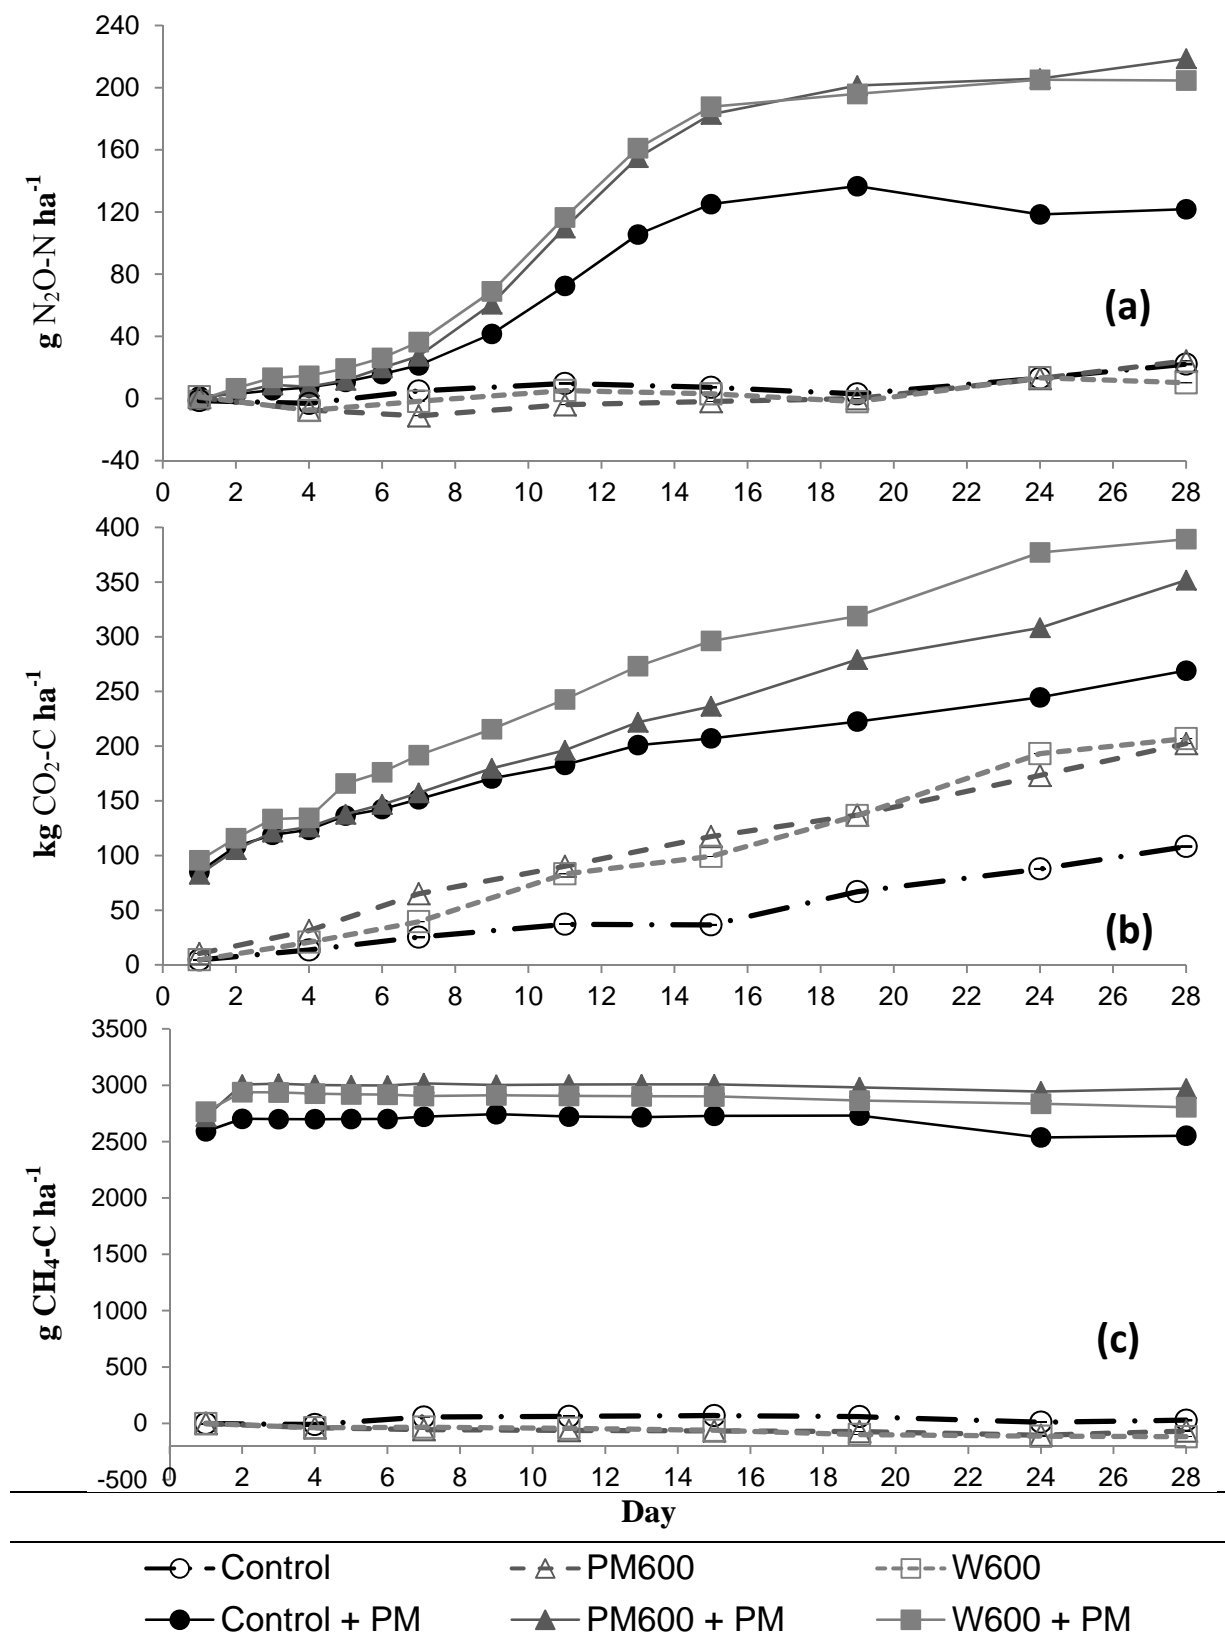 240
200
160
120
80
40
0
-40
g N₂O-N ha⁻¹
(a)
0 2 4 6 8 10 12 14 16 18 20 22 24 26 28
400
350
300
250
200
150
100
50
0
kg CO₂-C ha⁻¹
(b)
0 2 4 6 8 10 12 14 16 18 20 22 24 26 28
3500
3000
2500
2000
1500
1000
500
0
-500
g CH₄-C ha⁻¹
(c)
0 2 4 6 8 10 12 14 16 18 20 22 24 26 28
Day
Control PM600 W600
Control + PM PM600 + PM W600 + PM